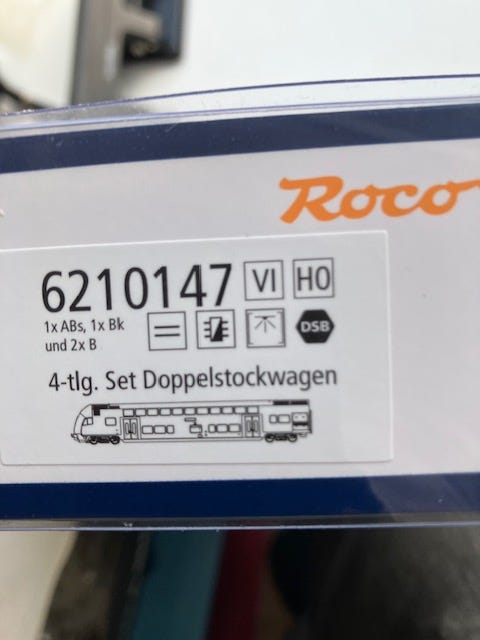 Roco
6210147 VI H0
1x ABs, 1x Bk
und 2x B
DSB
4-tlg. Set Doppelstockwagen